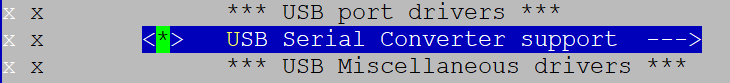 x x *** USB port drivers ***
x x <*> USB Serial Converter support --->
x x *** USB Miscellaneous drivers ***